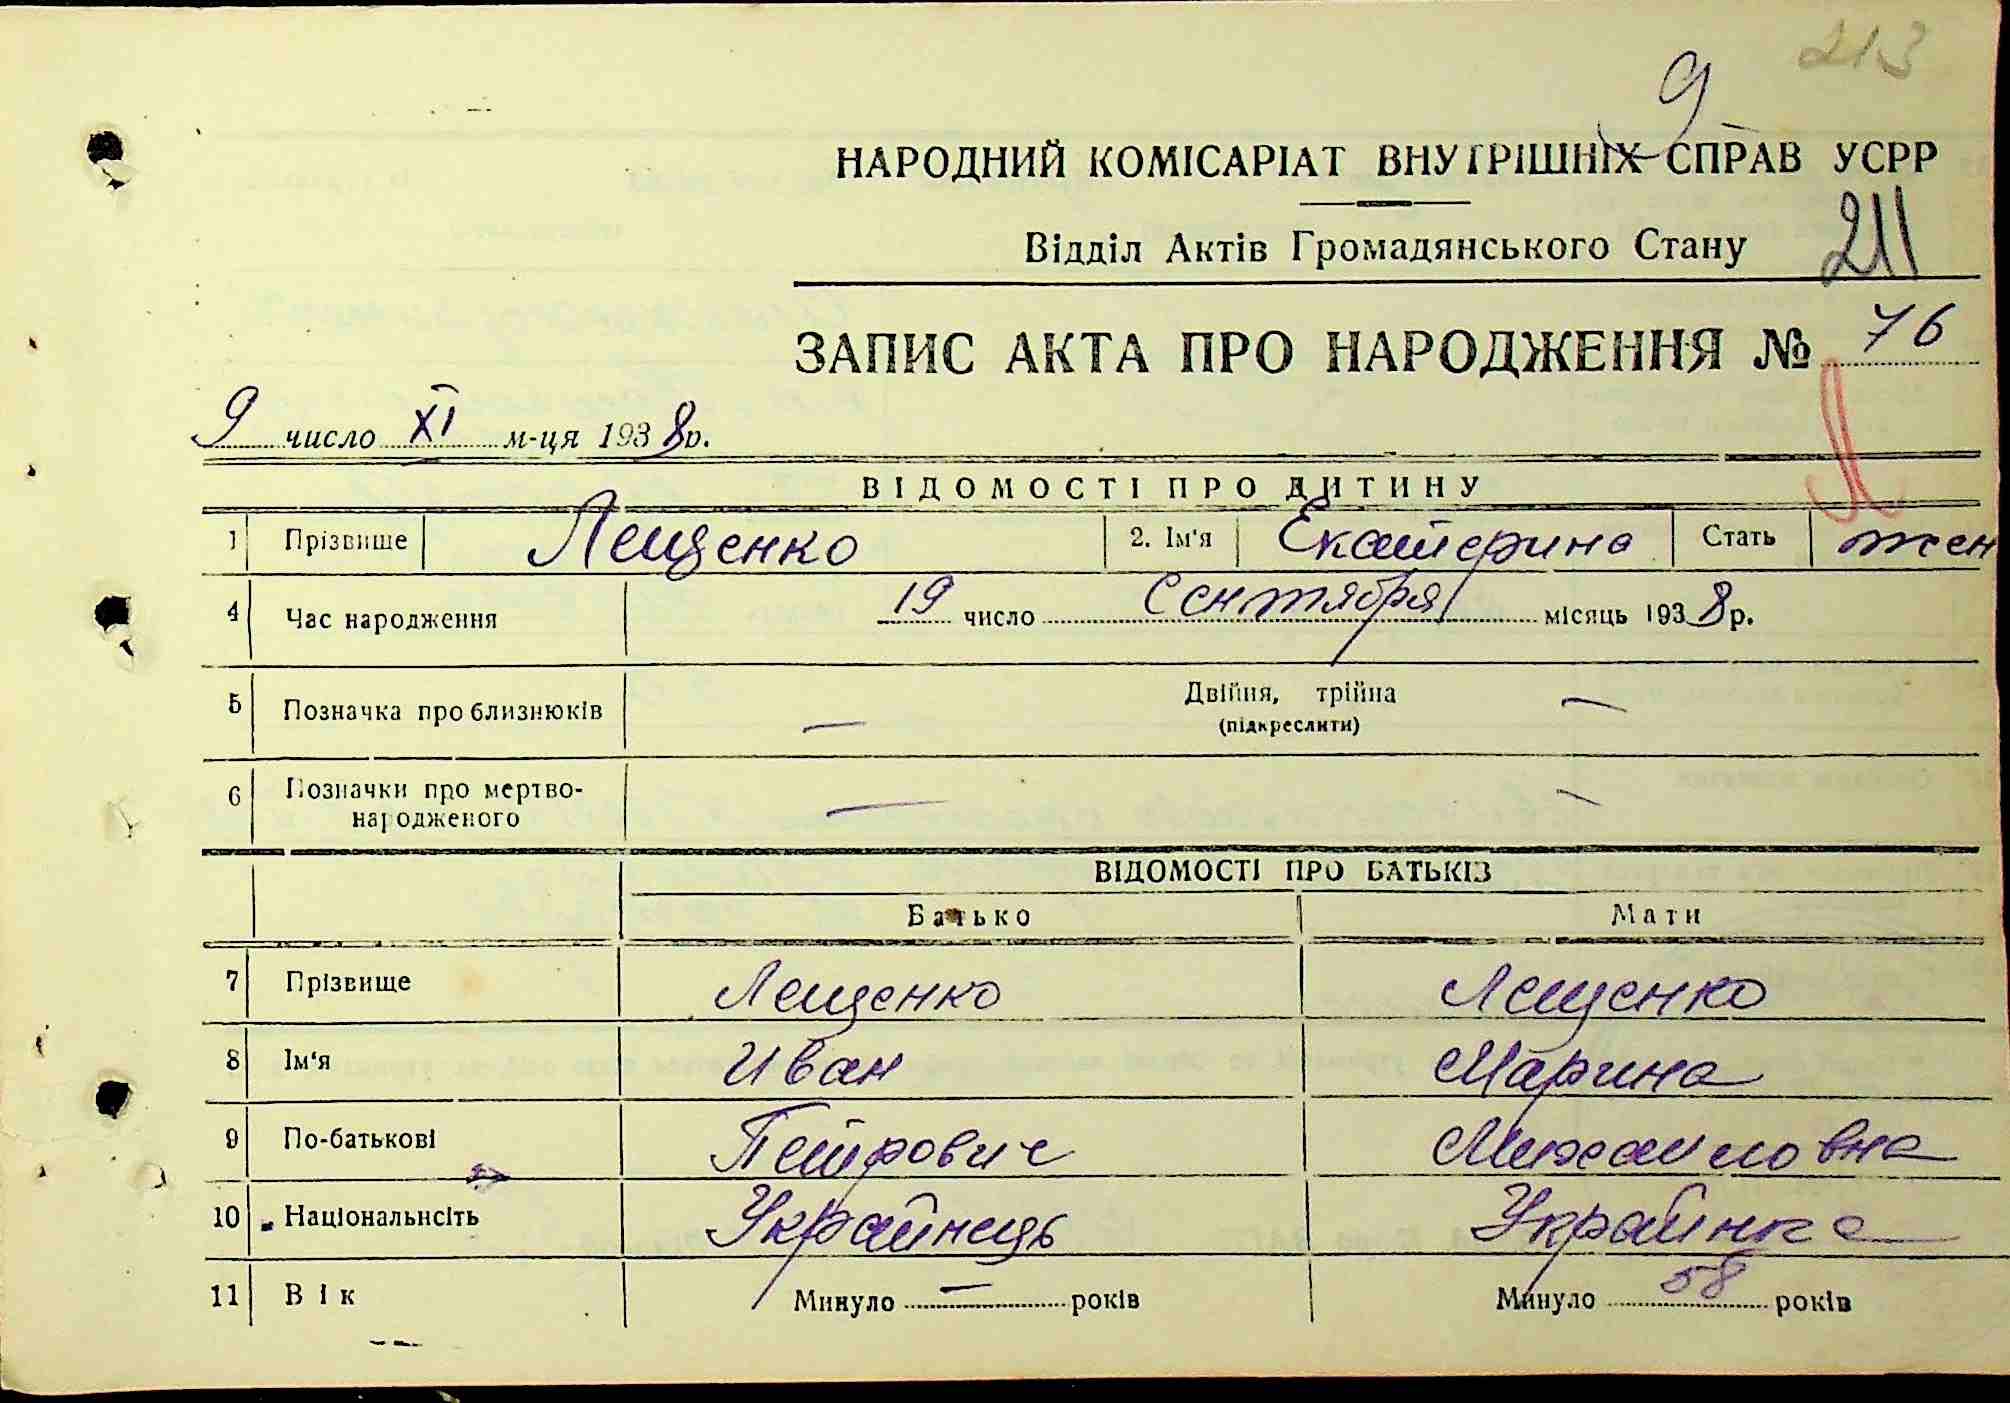 213
9
НАРОДНИЙ КОМІСАРІАТ ВНУТРІШНІХ СПРАВ УСРР
Відділ Актів Громадянського Стану 211
ЗАПИС АКТА ПРО НАРОДЖЕННЯ № 76
9 число XI м-ця 1938 р.
Л
ВІДОМОСТІ ПРО ДИТИНУ
1 Прізвище Лещенко 2. Ім'я Екатерина Стать жен
4 Час народження 19 число Сентября місяць 1938 р.
5 Позначка про близнюків — Двійня, трійна —
(підкреслити)
6 Позначки про мертво-
народженого — —
ВІДОМОСТІ ПРО БАТЬКІВ
Батько Мати
7 Прізвище Лещенко Лещенко
8 Ім'я Иван Марина
9 По-батькові Петрович Михаиловна
10 Національність Украйнець Украйнка
11 Вік Минуло — років Минуло 58 років